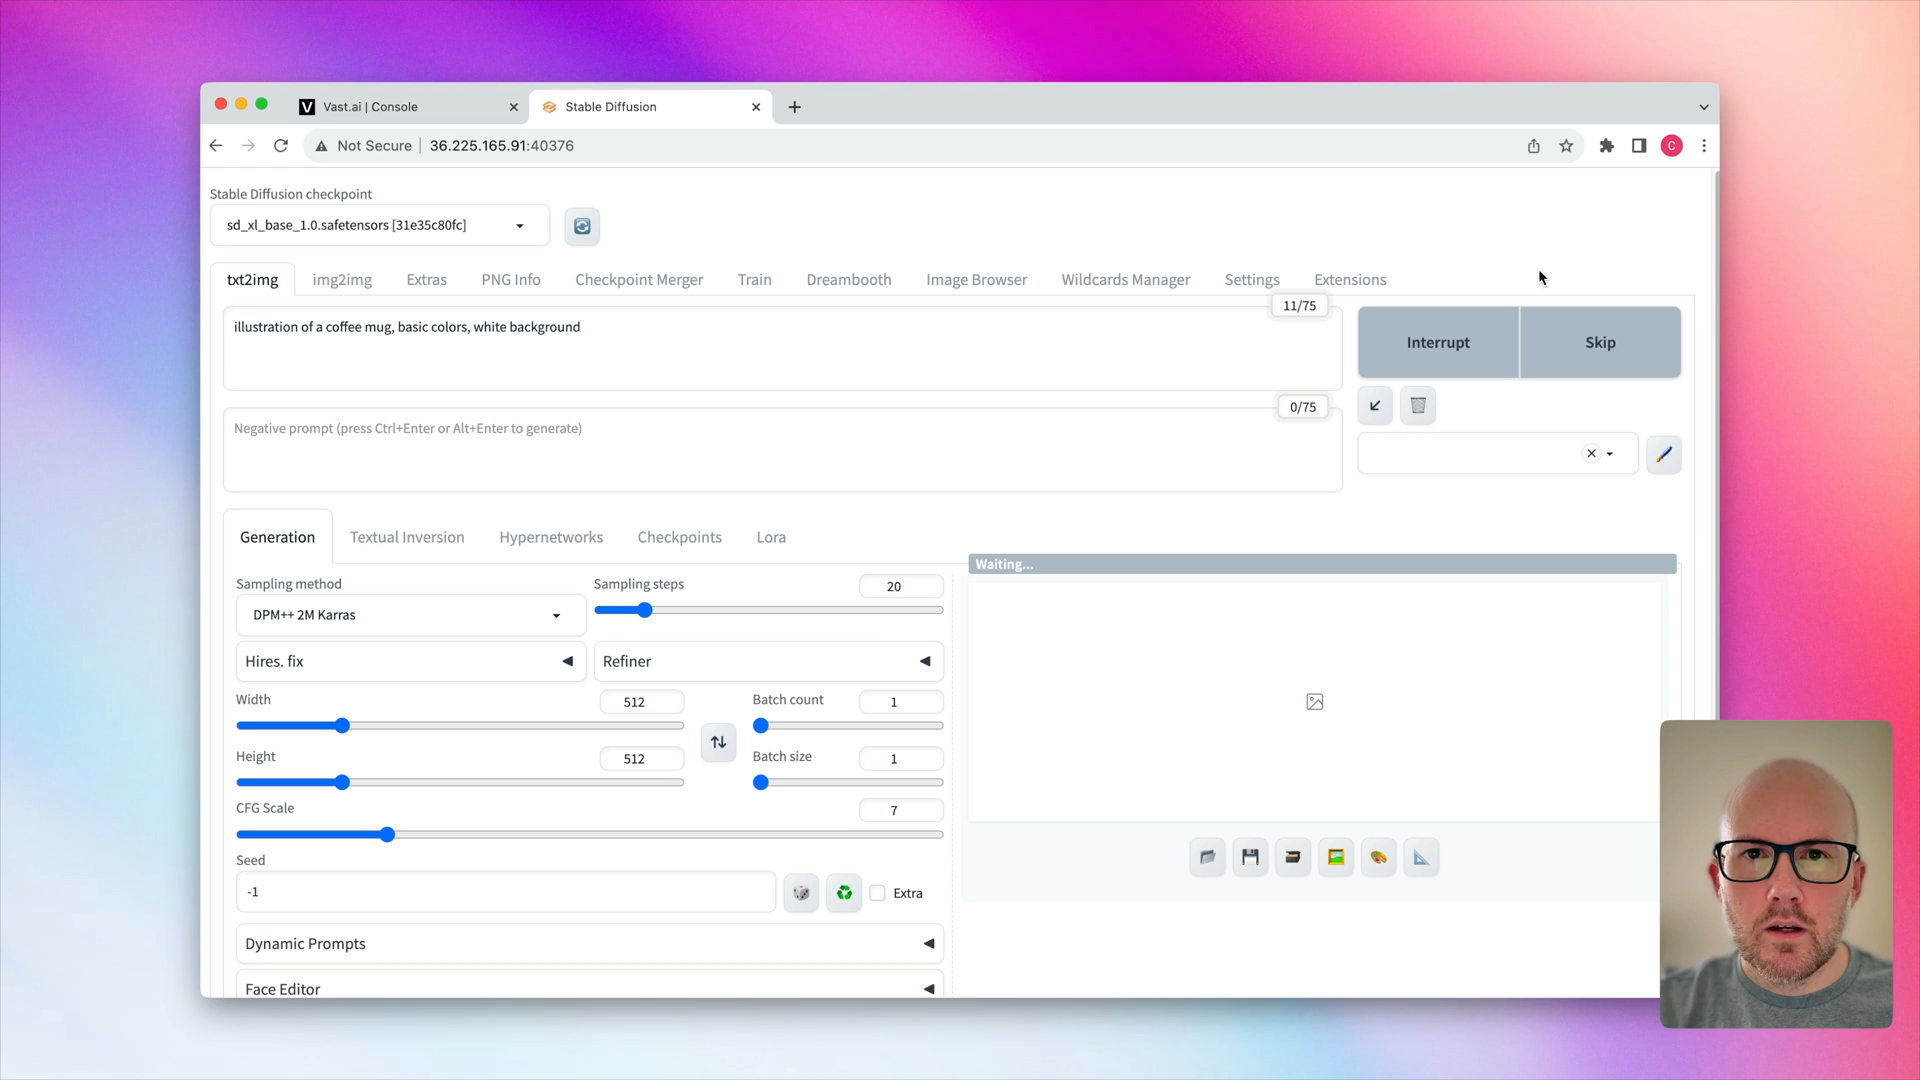 Vast.ai | Console
Stable Diffusion
Not Secure 36.225.165.91:40376
C
Stable Diffusion checkpoint
sd_xl_base_1.0.safetensors [31e35c80fc]
txt2img img2img Extras PNG Info Checkpoint Merger Train Dreambooth Image Browser Wildcards Manager Settings Extensions
11/75
illustration of a coffee mug, basic colors, white background
Interrupt Skip
0/75
Negative prompt (press Ctrl+Enter or Alt+Enter to generate)
Generation Textual Inversion Hypernetworks Checkpoints Lora
Waiting...
Sampling method
DPM++ 2M Karras
Sampling steps 20
Hires. fix
Refiner
Width 512
Batch count 1
Height 512
Batch size 1
CFG Scale 7
Seed
-1
Extra
Dynamic Prompts
Face Editor